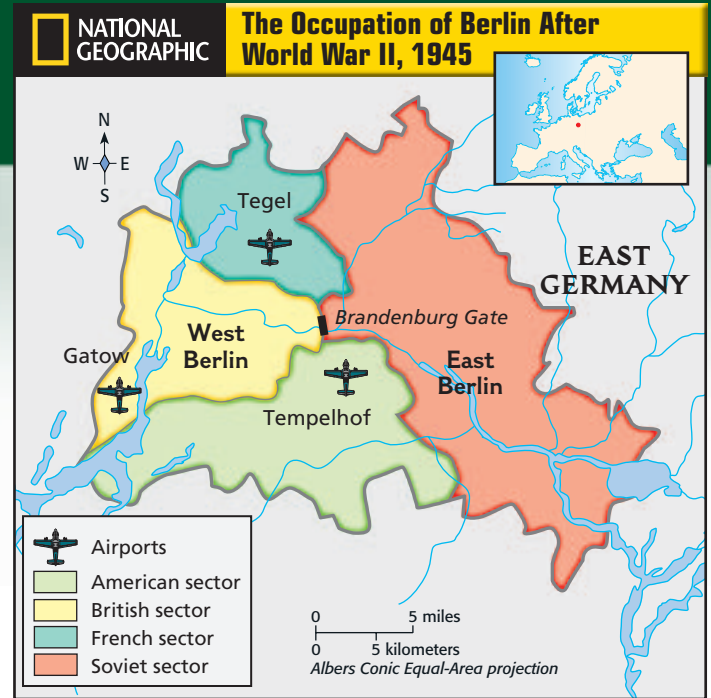 NATIONAL
GEOGRAPHIC
The Occupation of Berlin After
World War II, 1945
N
W E
S
Tegel
EAST
GERMANY
Brandenburg Gate
West
Berlin
Gatow
East
Berlin
Tempelhof
Airports
American sector
British sector
French sector
Soviet sector
0 5 miles
0 5 kilometers
Albers Conic Equal-Area projection